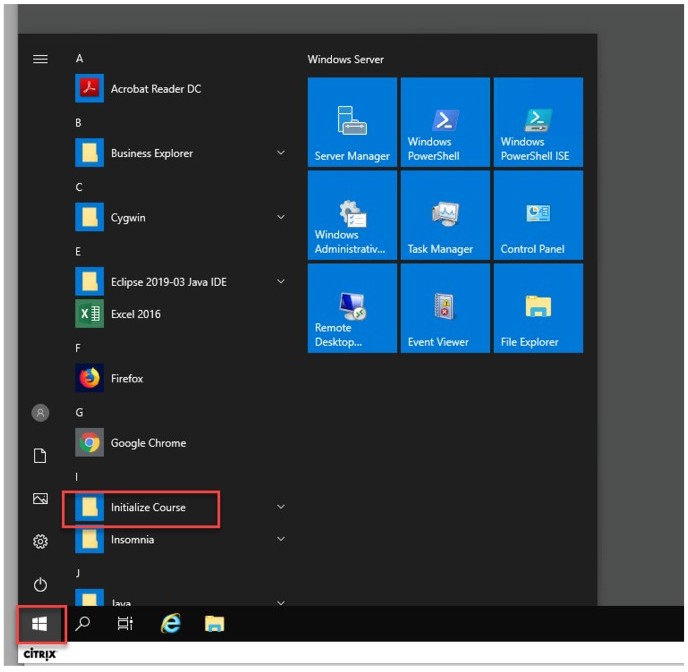 A
Acrobat Reader DC
B
Business Explorer
C
Cygwin
E
Eclipse 2019-03 Java IDE
Excel 2016
F
Firefox
G
Google Chrome
I
Initialize Course
Insomnia
J
Java
Windows Server
Server Manager
Windows
PowerShell
Windows
PowerShell ISE
Windows
Administrativ...
Task Manager
Control Panel
Remote
Desktop...
Event Viewer
File Explorer
CİTRIX